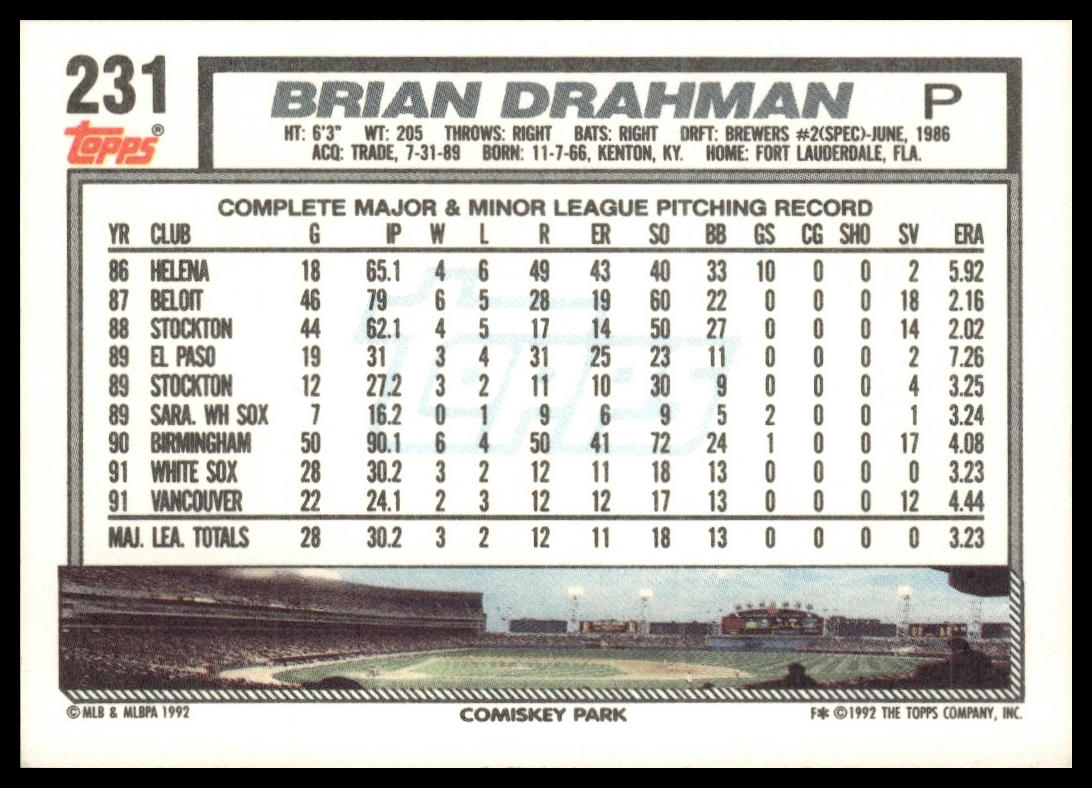 231
BRIAN DRAHMAN P
Topps®
HT: 6'3" WT: 205 THROWS: RIGHT BATS: RIGHT DRFT: BREWERS #2(SPEC)-JUNE, 1986
ACQ: TRADE, 7-31-89 BORN: 11-7-66, KENTON, KY. HOME: FORT LAUDERDALE, FLA.
COMPLETE MAJOR & MINOR LEAGUE PITCHING RECORD
YR CLUB G IP W L R ER SO BB GS CG SHO SV ERA
86 HELENA 18 65.1 4 6 49 43 40 33 10 0 0 2 5.92
87 BELOIT 46 79 6 5 28 19 60 22 0 0 0 18 2.16
88 STOCKTON 44 62.1 4 5 17 14 50 27 0 0 0 14 2.02
89 EL PASO 19 31 3 4 31 25 23 11 0 0 0 2 7.26
89 STOCKTON 12 27.2 3 2 11 10 30 9 0 0 0 4 3.25
89 SARA. WH SOX 7 16.2 0 1 9 6 9 5 2 0 0 1 3.24
90 BIRMINGHAM 50 90.1 6 4 50 41 72 24 1 0 0 17 4.08
91 WHITE SOX 28 30.2 3 2 12 11 18 13 0 0 0 0 3.23
91 VANCOUVER 22 24.1 2 3 12 12 17 13 0 0 0 12 4.44
MAJ. LEA. TOTALS 28 30.2 3 2 12 11 18 13 0 0 0 0 3.23
Topps
© MLB & MLBPA 1992
COMISKEY PARK
F* © 1992 THE TOPPS COMPANY, INC.